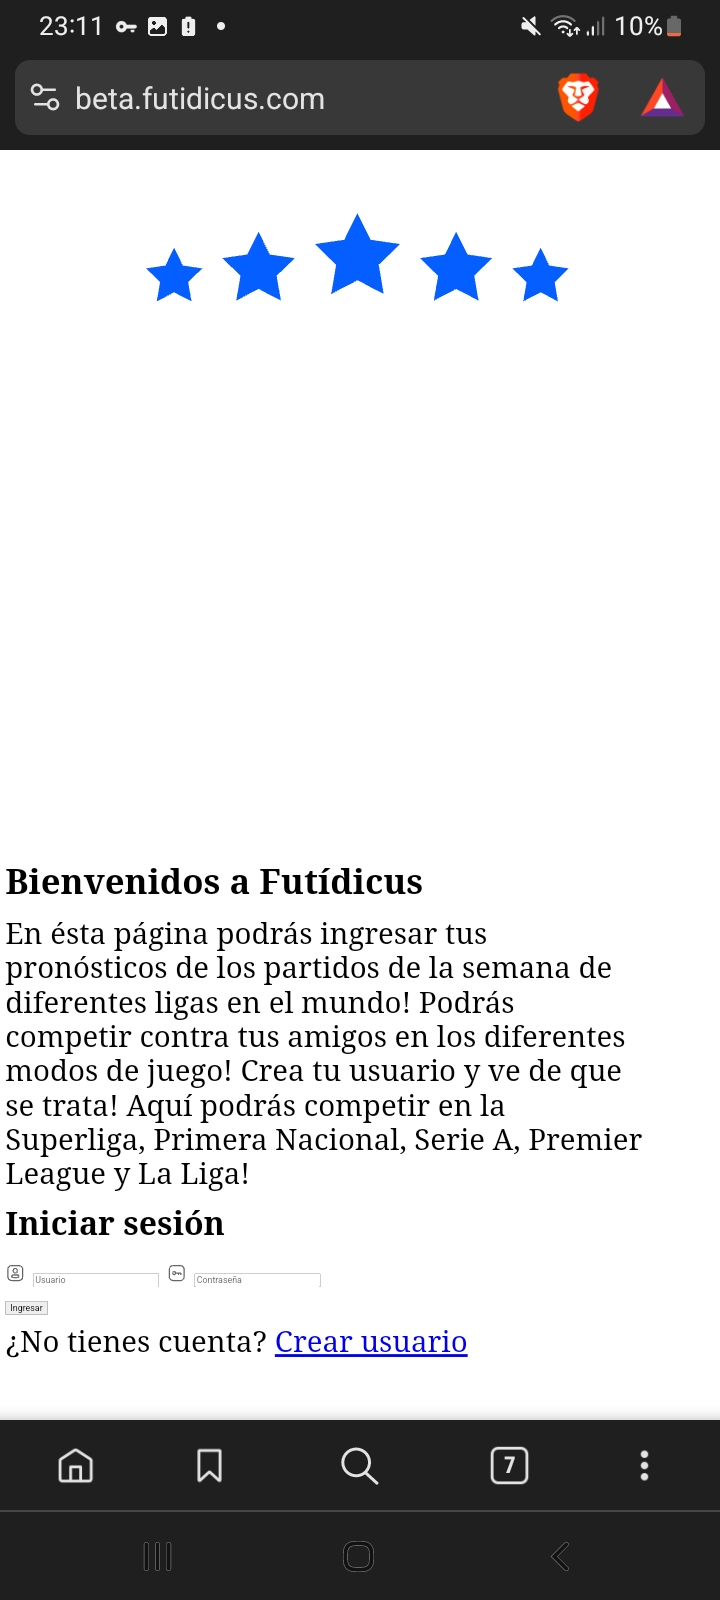 23:11
10%
beta.futidicus.com
Bienvenidos a Futídicus
En ésta página podrás ingresar tus
pronósticos de los partidos de la semana de
diferentes ligas en el mundo! Podrás
competir contra tus amigos en los diferentes
modos de juego! Crea tu usuario y ve de que
se trata! Aquí podrás competir en la
Superliga, Primera Nacional, Serie A, Premier
League y La Liga!
Iniciar sesión
Usuario Contraseña
Ingresar
¿No tienes cuenta? Crear usuario
7